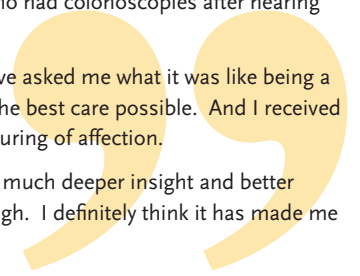 had colonoscopies after hearing
ve asked me what it was like being a
he best care possible.  And I received
uring of affection.
much deeper insight and better
gh.  I definitely think it has made me